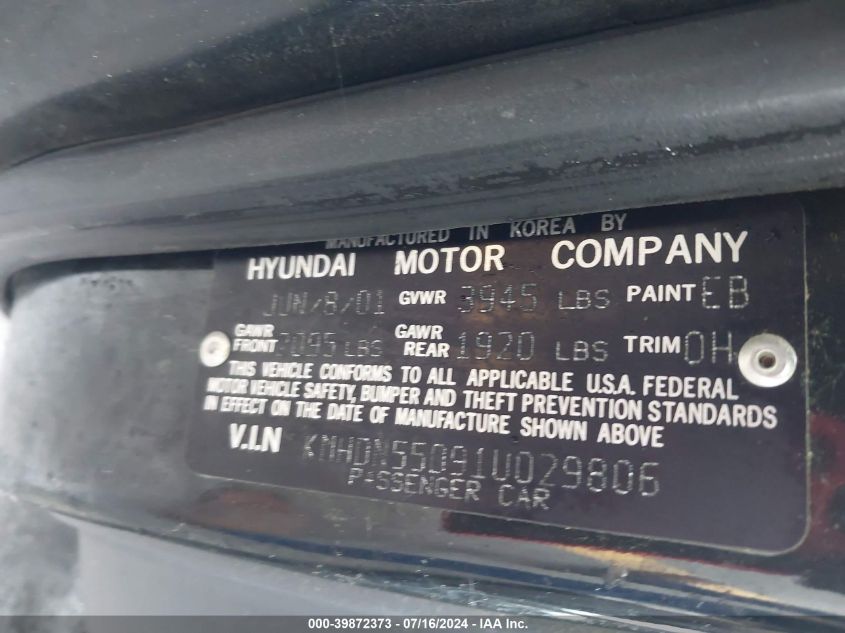 MANUFACTURED IN KOREA BY
HYUNDAI MOTOR COMPANY
JUN/8/01 GVWR 3945 LBS PAINT EB
GAWR FRONT 2095 LBS GAWR REAR 1920 LBS TRIM OH
THIS VEHICLE CONFORMS TO ALL APPLICABLE U.S.A. FEDERAL
MOTOR VEHICLE SAFETY, BUMPER AND THEFT PREVENTION STANDARDS
IN EFFECT ON THE DATE OF MANUFACTURE SHOWN ABOVE
V.I.N KMHDN55D91U029806
PASSENGER CAR
000-39872373 - 07/16/2024 - IAA Inc.